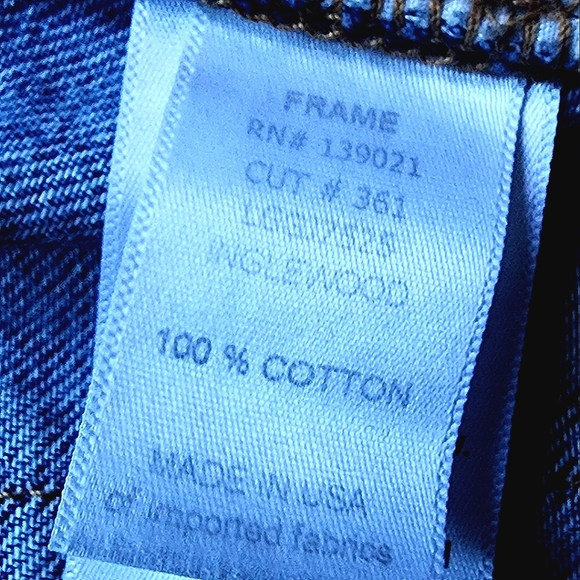 FRAME
RN# 139021
CUT # 361
INGLEWOOD
100 % COTTON
MADE IN USA
of imported fabrics